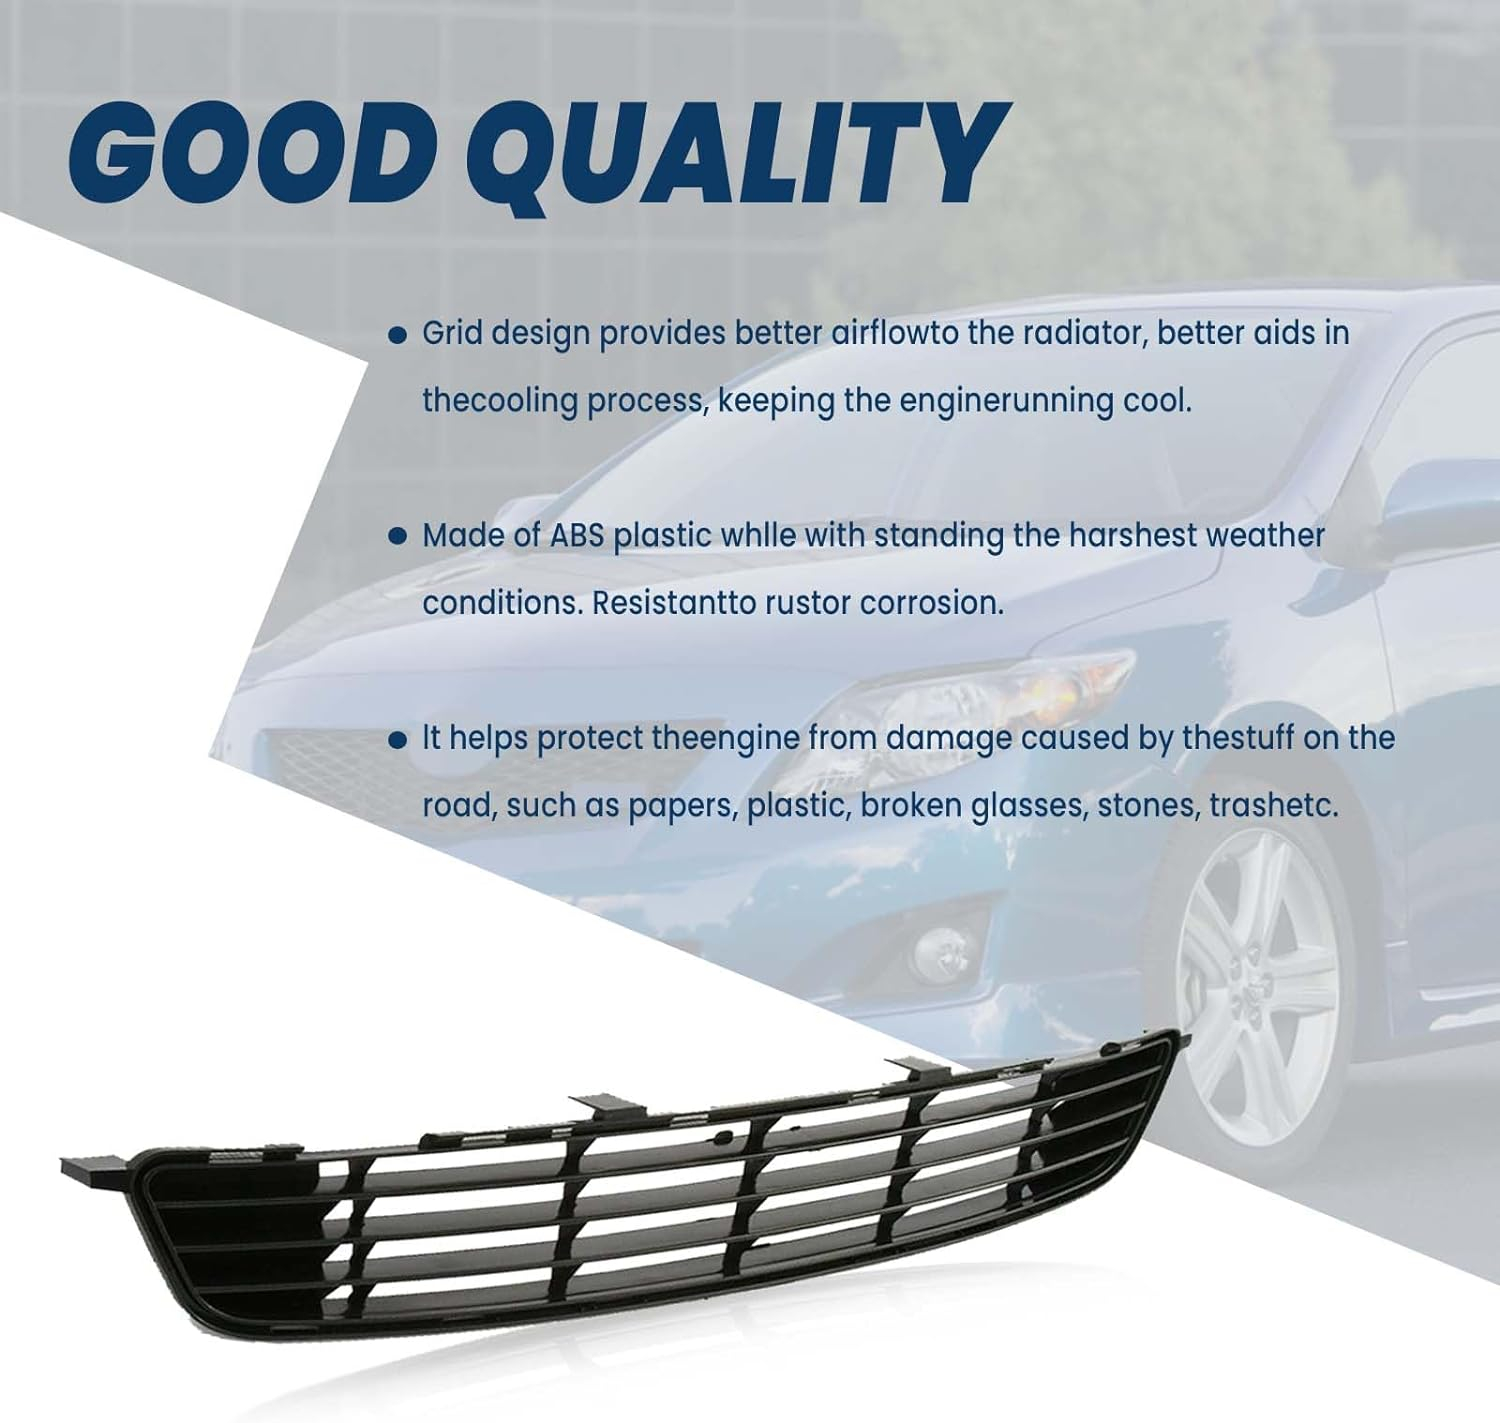 GOOD QUALITY
● Grid design provides better airflowto the radiator, better aids in
thecooling process, keeping the enginerunning cool.
● Made of ABS plastic whlle with standing the harshest weather
conditions. Resistantto rustor corrosion.
● It helps protect theengine from damage caused by thestuff on the
road, such as papers, plastic, broken glasses, stones, trashetc.